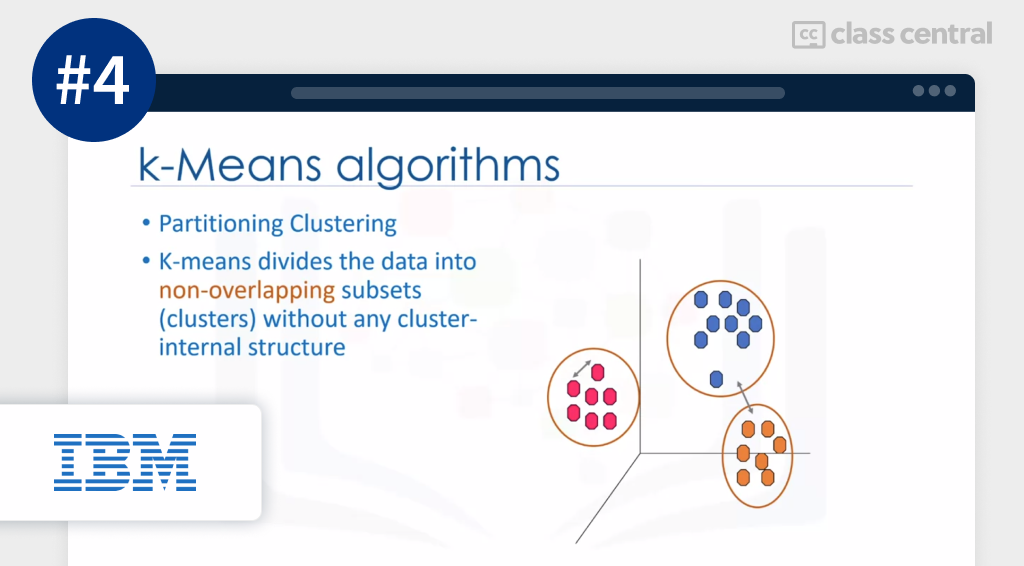 #4
cc class central
k-Means algorithms
• Partitioning Clustering
• K-means divides the data into
non-overlapping subsets
(clusters) without any cluster-
internal structure
IBM